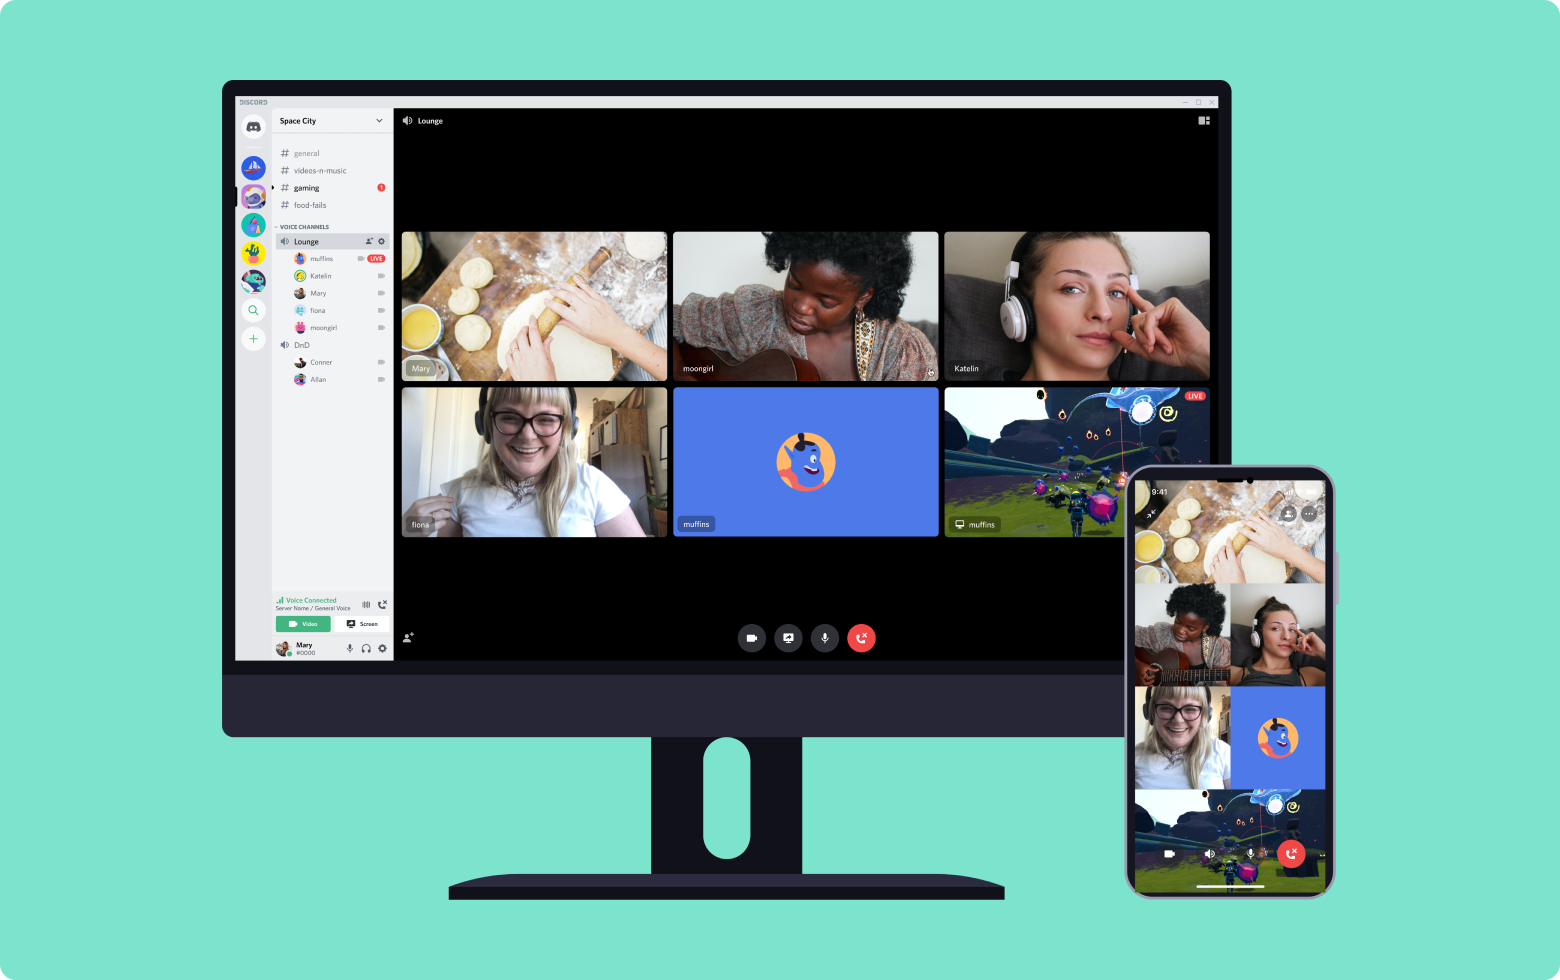 DISCORD
Space City
general
videos-n-music
gaming
1
food-fails
VOICE CHANNELS
Lounge
muffins
LIVE
Katelin
Mary
fiona
moongirl
DnD
Conner
Allan
Voice Connected
Server Name / General Voice
Video
Screen
Mary
#0000
Lounge
Mary
moongirl
Katelin
fiona
muffins
LIVE
muffins
9:41